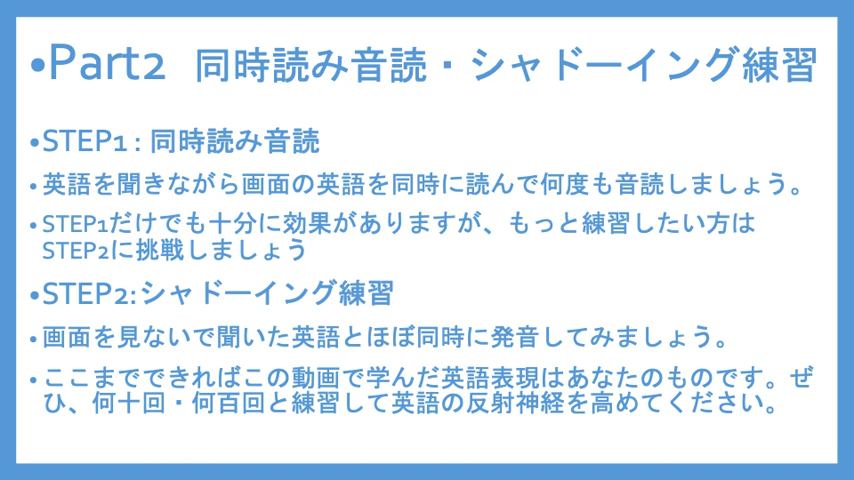 •Part2 同時読み音読・シャドーイング練習
•STEP1 : 同時読み音読
•英語を聞きながら画面の英語を同時に読んで何度も音読しましょう。
•STEP1だけでも十分に効果がありますが、もっと練習したい方は
STEP2に挑戦しましょう
•STEP2:シャドーイング練習
•画面を見ないで聞いた英語とほぼ同時に発音してみましょう。
•ここまでできればこの動画で学んだ英語表現はあなたのものです。ぜ
ひ、何十回・何百回と練習して英語の反射神経を高めてください。